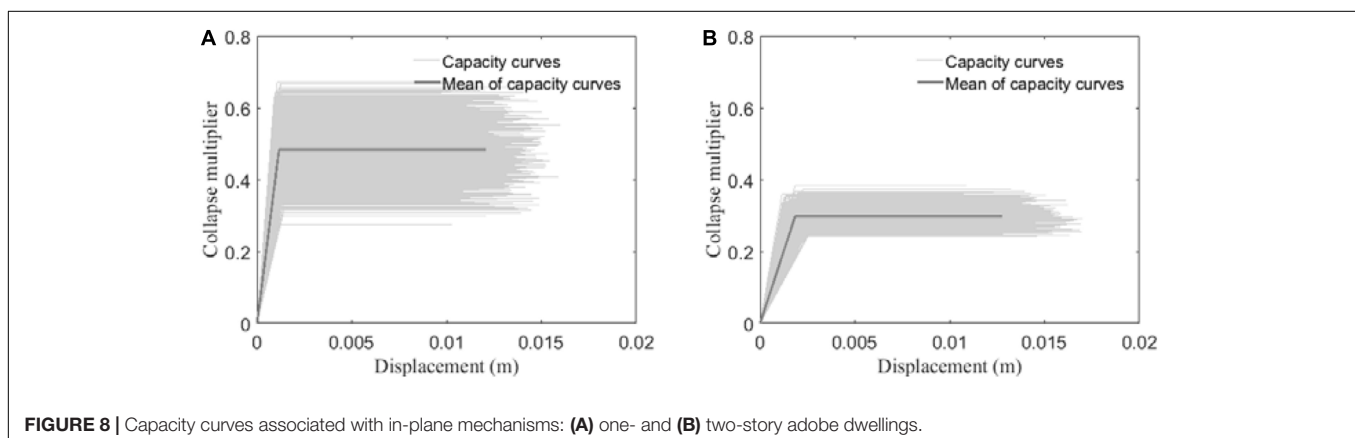 A
0.8
0.6
0.4
0.2
0
Collapse multiplier
Capacity curves
Mean of capacity curves
0 0.005 0.01 0.015 0.02
Displacement (m)
B
0.8
0.6
0.4
0.2
0
Collapse multiplier
Capacity curves
Mean of capacity curves
0 0.005 0.01 0.015 0.02
Displacement (m)
FIGURE 8 | Capacity curves associated with in-plane mechanisms: (A) one- and (B) two-story adobe dwellings.